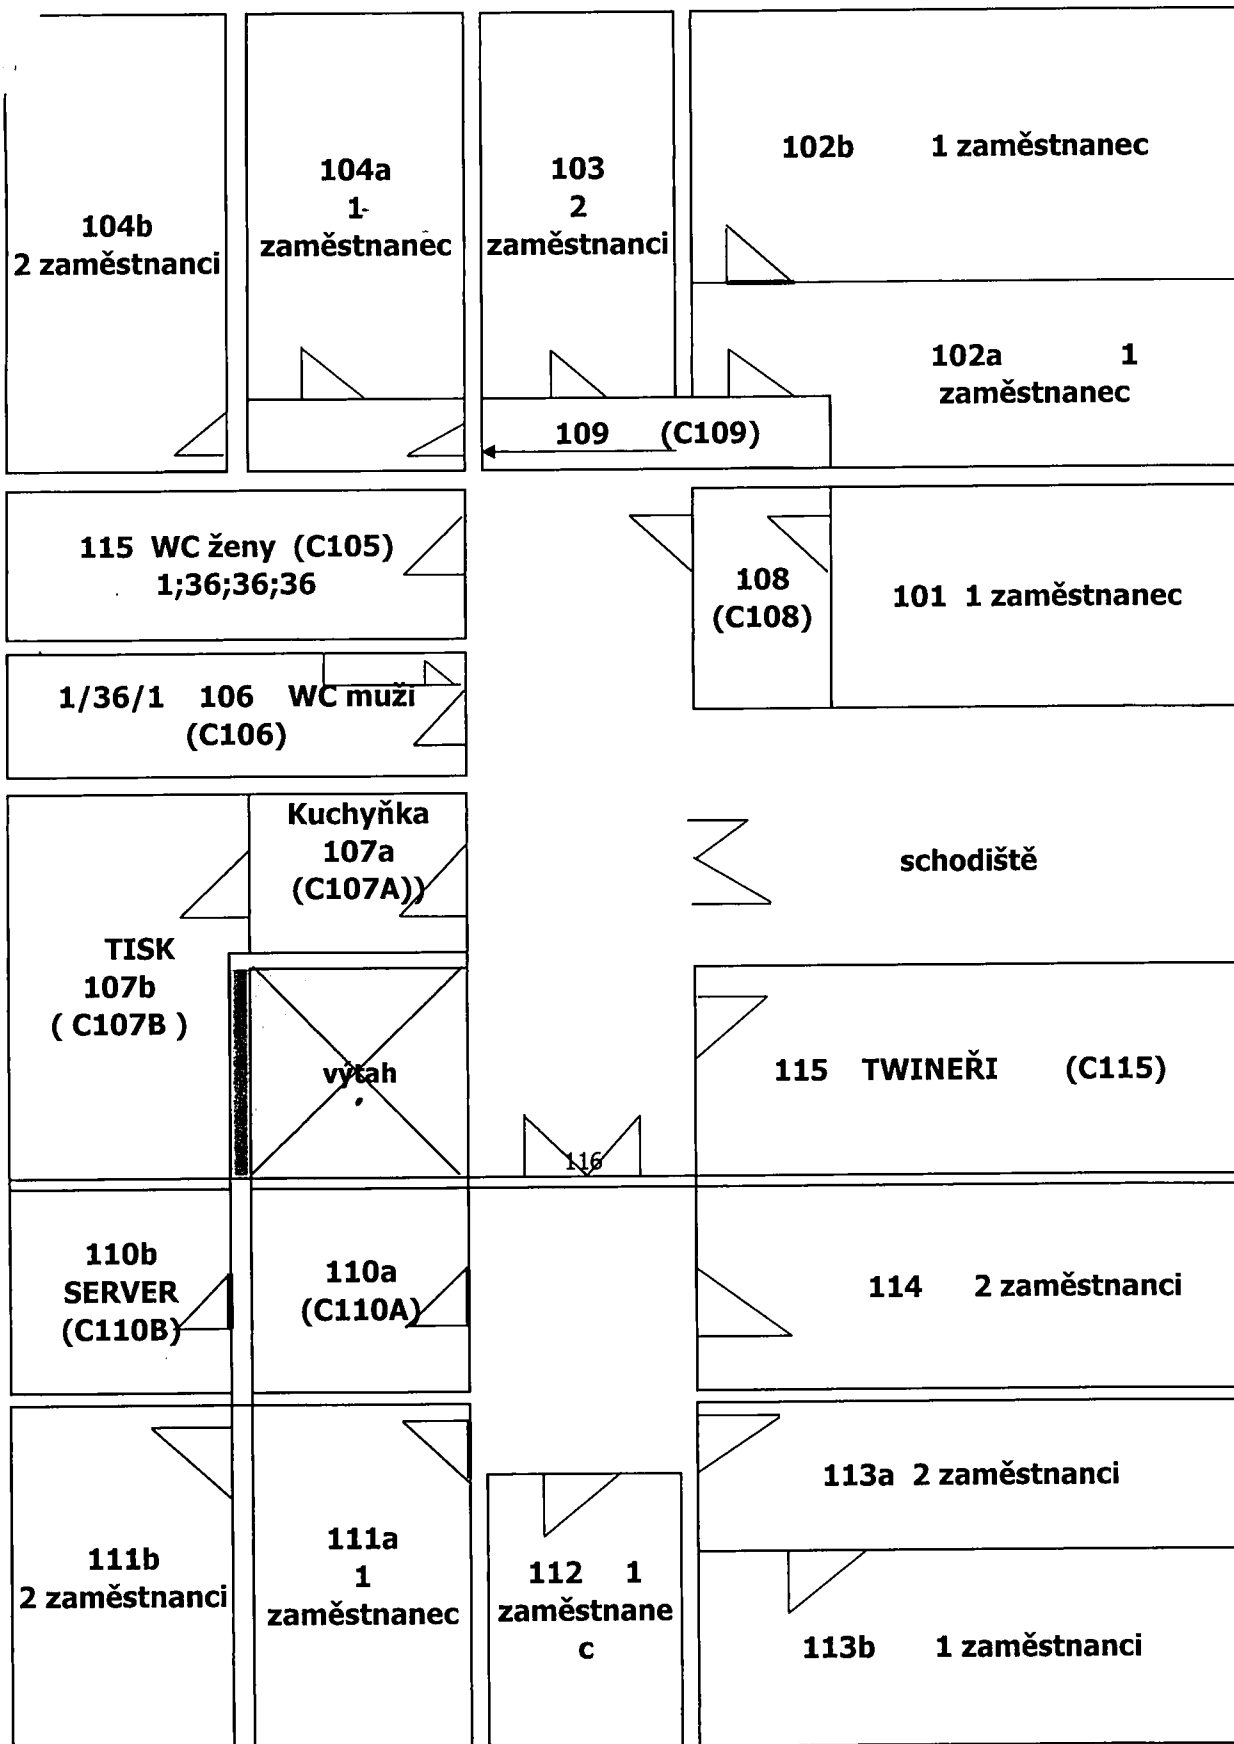 104b
2 zaměstnanci
104a
1
zaměstnanec
103
2
zaměstnanci
102b 1 zaměstnanec
102a 1
zaměstnanec
109 (C109)
115 WC ženy (C105)
1;36;36;36
108
(C108)
101 1 zaměstnanec
1/36/1 106 WC muži
(C106)
Kuchyňka
107a
(C107A))
schodiště
TISK
107b
( C107B )
výtah
115 TWINEŘI (C115)
116
110b
SERVER
(C110B)
110a
(C110A)
114 2 zaměstnanci
113a 2 zaměstnanci
111b
2 zaměstnanci
111a
1
zaměstnanec
112 1
zaměstnane
c
113b 1 zaměstnanci